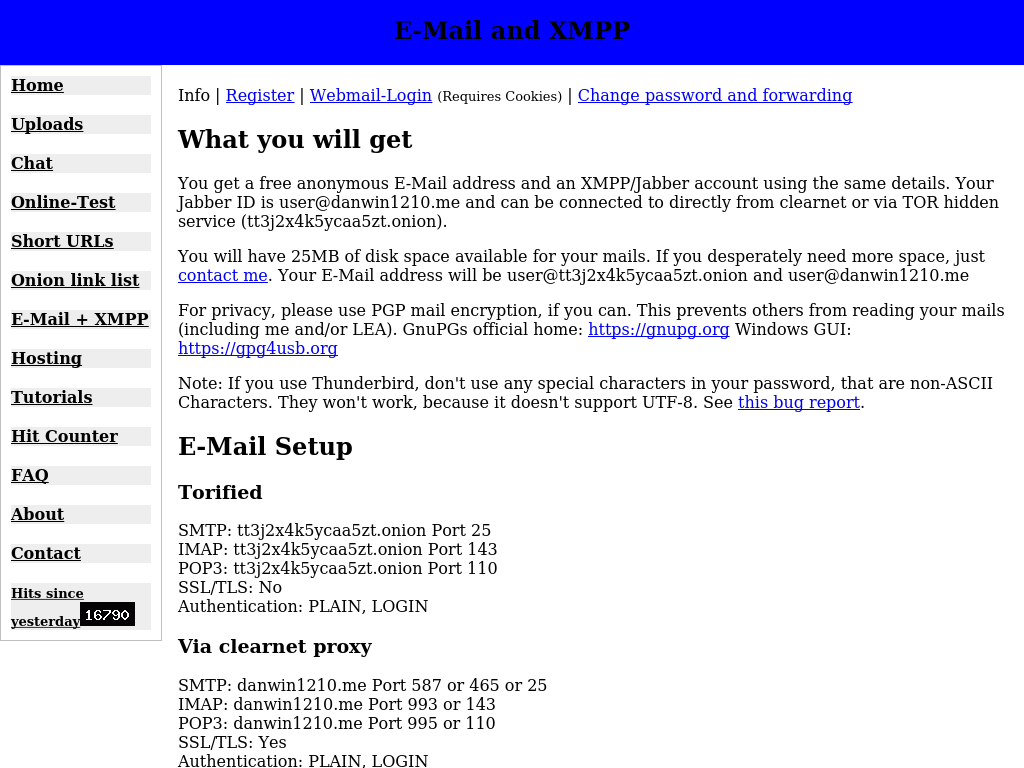 E-Mail and XMPP
Home
Uploads
Chat
Online-Test
Short URLs
Onion link list
E-Mail + XMPP
Hosting
Tutorials
Hit Counter
FAQ
About
Contact
Hits since
yesterday 16790
Info | Register | Webmail-Login (Requires Cookies) | Change password and forwarding
What you will get
You get a free anonymous E-Mail address and an XMPP/Jabber account using the same details. Your
Jabber ID is user@danwin1210.me and can be connected to directly from clearnet or via TOR hidden
service (tt3j2x4k5ycaa5zt.onion).
You will have 25MB of disk space available for your mails. If you desperately need more space, just
contact me. Your E-Mail address will be user@tt3j2x4k5ycaa5zt.onion and user@danwin1210.me
For privacy, please use PGP mail encryption, if you can. This prevents others from reading your mails
(including me and/or LEA). GnuPGs official home: https://gnupg.org Windows GUI:
https://gpg4usb.org
Note: If you use Thunderbird, don't use any special characters in your password, that are non-ASCII
Characters. They won't work, because it doesn't support UTF-8. See this bug report.
E-Mail Setup
Torified
SMTP: tt3j2x4k5ycaa5zt.onion Port 25
IMAP: tt3j2x4k5ycaa5zt.onion Port 143
POP3: tt3j2x4k5ycaa5zt.onion Port 110
SSL/TLS: No
Authentication: PLAIN, LOGIN
Via clearnet proxy
SMTP: danwin1210.me Port 587 or 465 or 25
IMAP: danwin1210.me Port 993 or 143
POP3: danwin1210.me Port 995 or 110
SSL/TLS: Yes
Authentication: PLAIN, LOGIN